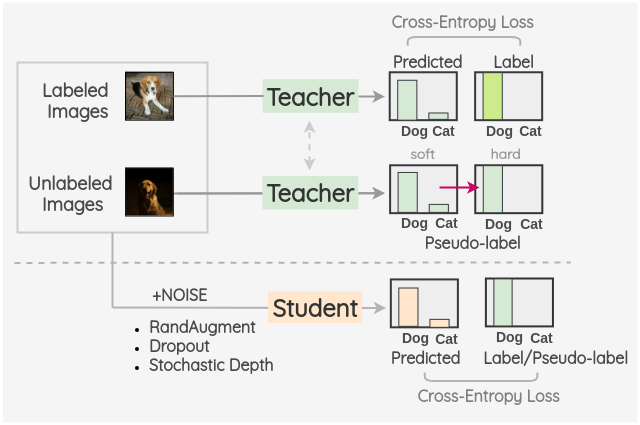 Cross-Entropy Loss
Predicted
Label
Labeled
Images
Teacher
Dog Cat
Dog Cat
soft
hard
Unlabeled
Images
Teacher
Dog Cat
Dog Cat
Pseudo-label
+NOISE
Student
• RandAugment
• Dropout
• Stochastic Depth
Dog Cat
Dog Cat
Predicted
Label/Pseudo-label
Cross-Entropy Loss